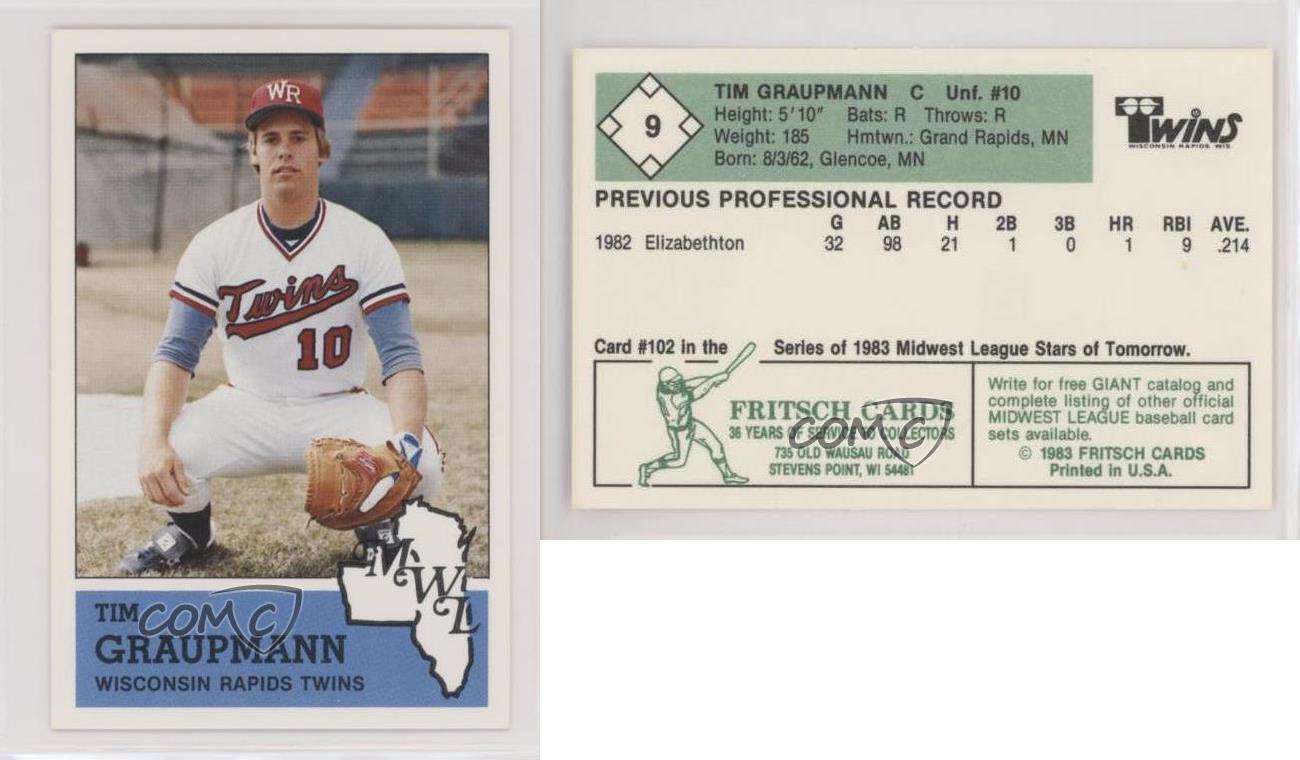 WR
Twins
10
MWL
TIM
COMC
GRAUPMANN
WISCONSIN RAPIDS TWINS
9
TIM GRAUPMANN C Unf. #10
Height: 5'10" Bats: R Throws: R
Weight: 185 Hmtwn.: Grand Rapids, MN
Born: 8/3/62, Glencoe, MN
TWINS
WISCONSIN RAPIDS WIS
PREVIOUS PROFESSIONAL RECORD
G AB H 2B 3B HR RBI AVE.
1982 Elizabethton 32 98 21 1 0 1 9 .214
Card #102 in the Series of 1983 Midwest League Stars of Tomorrow.
FRITSCH CARDS
36 YEARS OF SERVICE TO COLLECTORS
COMC
735 OLD WAUSAU ROAD
STEVENS POINT, WI 54481
Write for free GIANT catalog and
complete listing of other official
MIDWEST LEAGUE baseball card
sets available.
© 1983 FRITSCH CARDS
Printed in U.S.A.